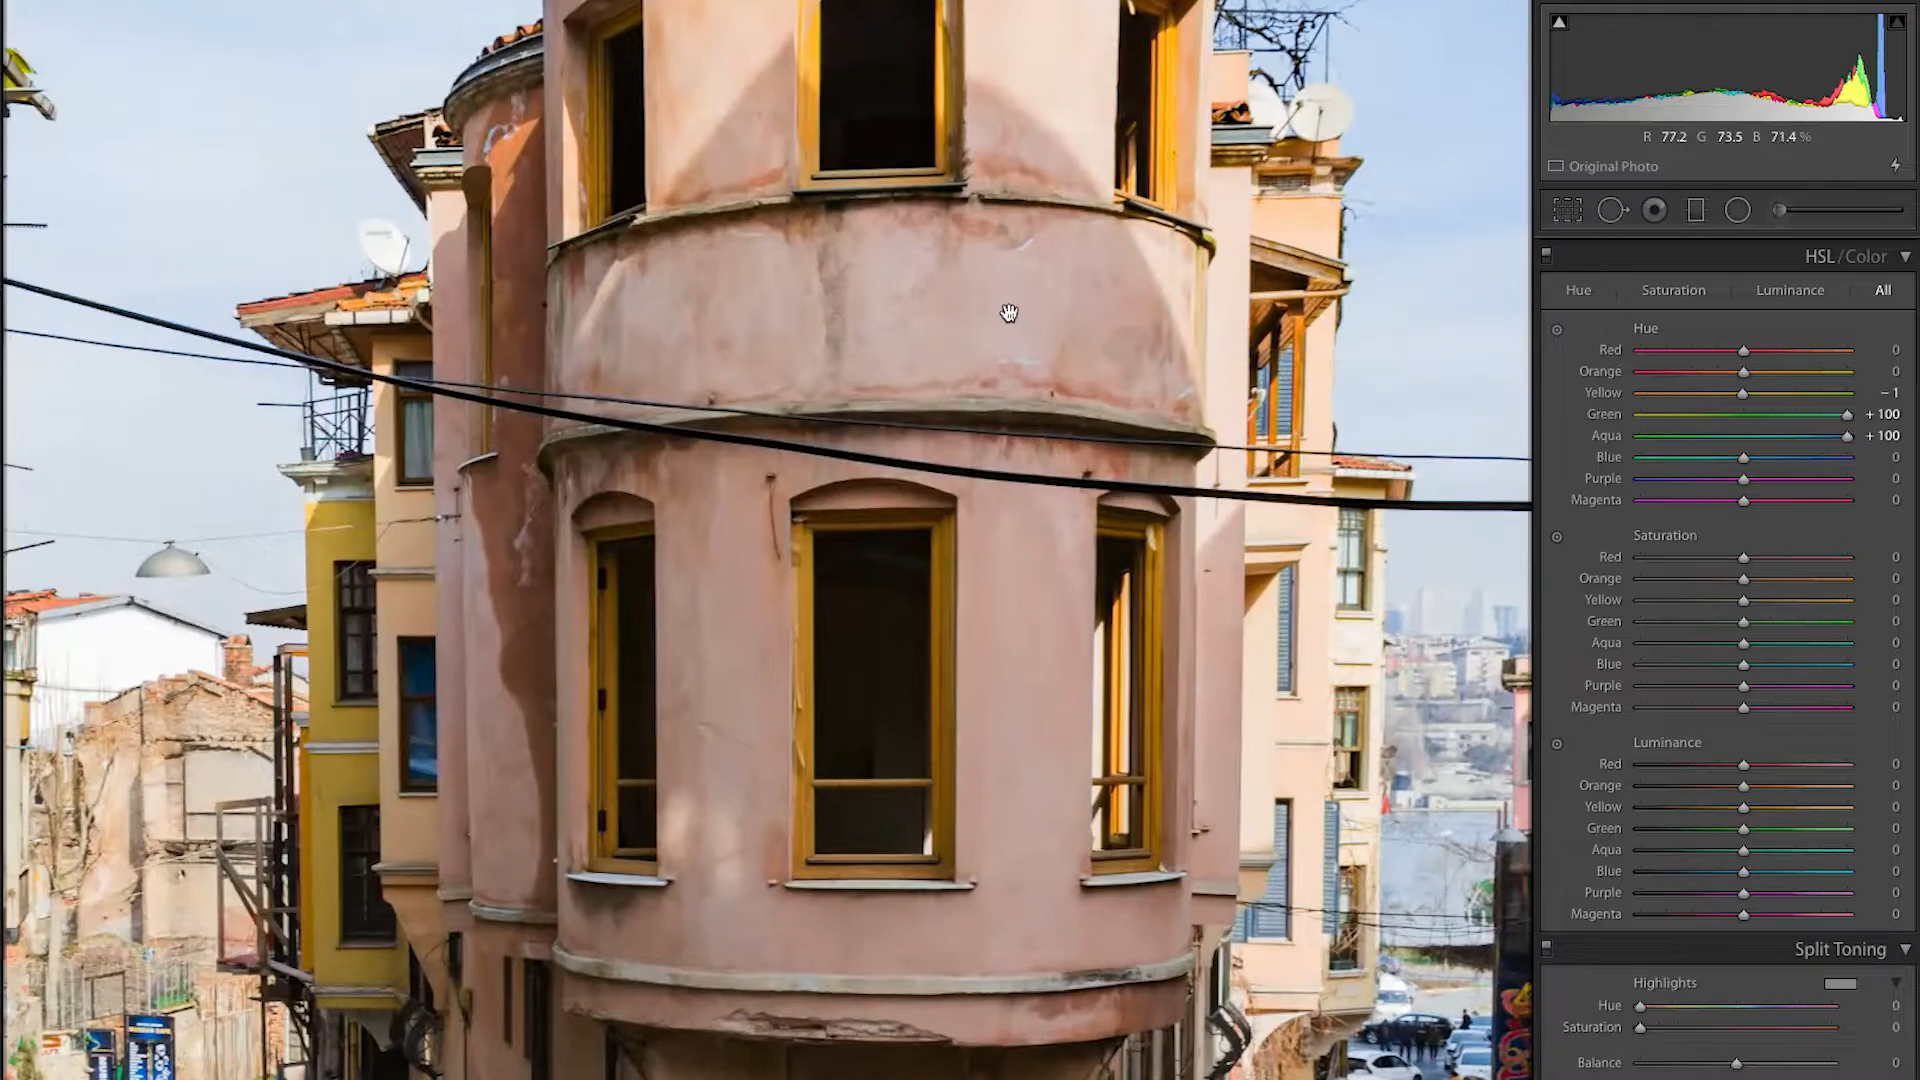 R 77.2 G 73.5 B 71.4 %
Original Photo
HSL / Color
Hue Saturation Luminance All
Hue
Red 0
Orange 0
Yellow – 1
Green + 100
Aqua + 100
Blue 0
Purple 0
Magenta 0
Saturation
Red 0
Orange 0
Yellow 0
Green 0
Aqua 0
Blue 0
Purple 0
Magenta 0
Luminance
Red 0
Orange 0
Yellow 0
Green 0
Aqua 0
Blue 0
Purple 0
Magenta 0
Split Toning
Highlights
Hue 0
Saturation 0
Balance 0